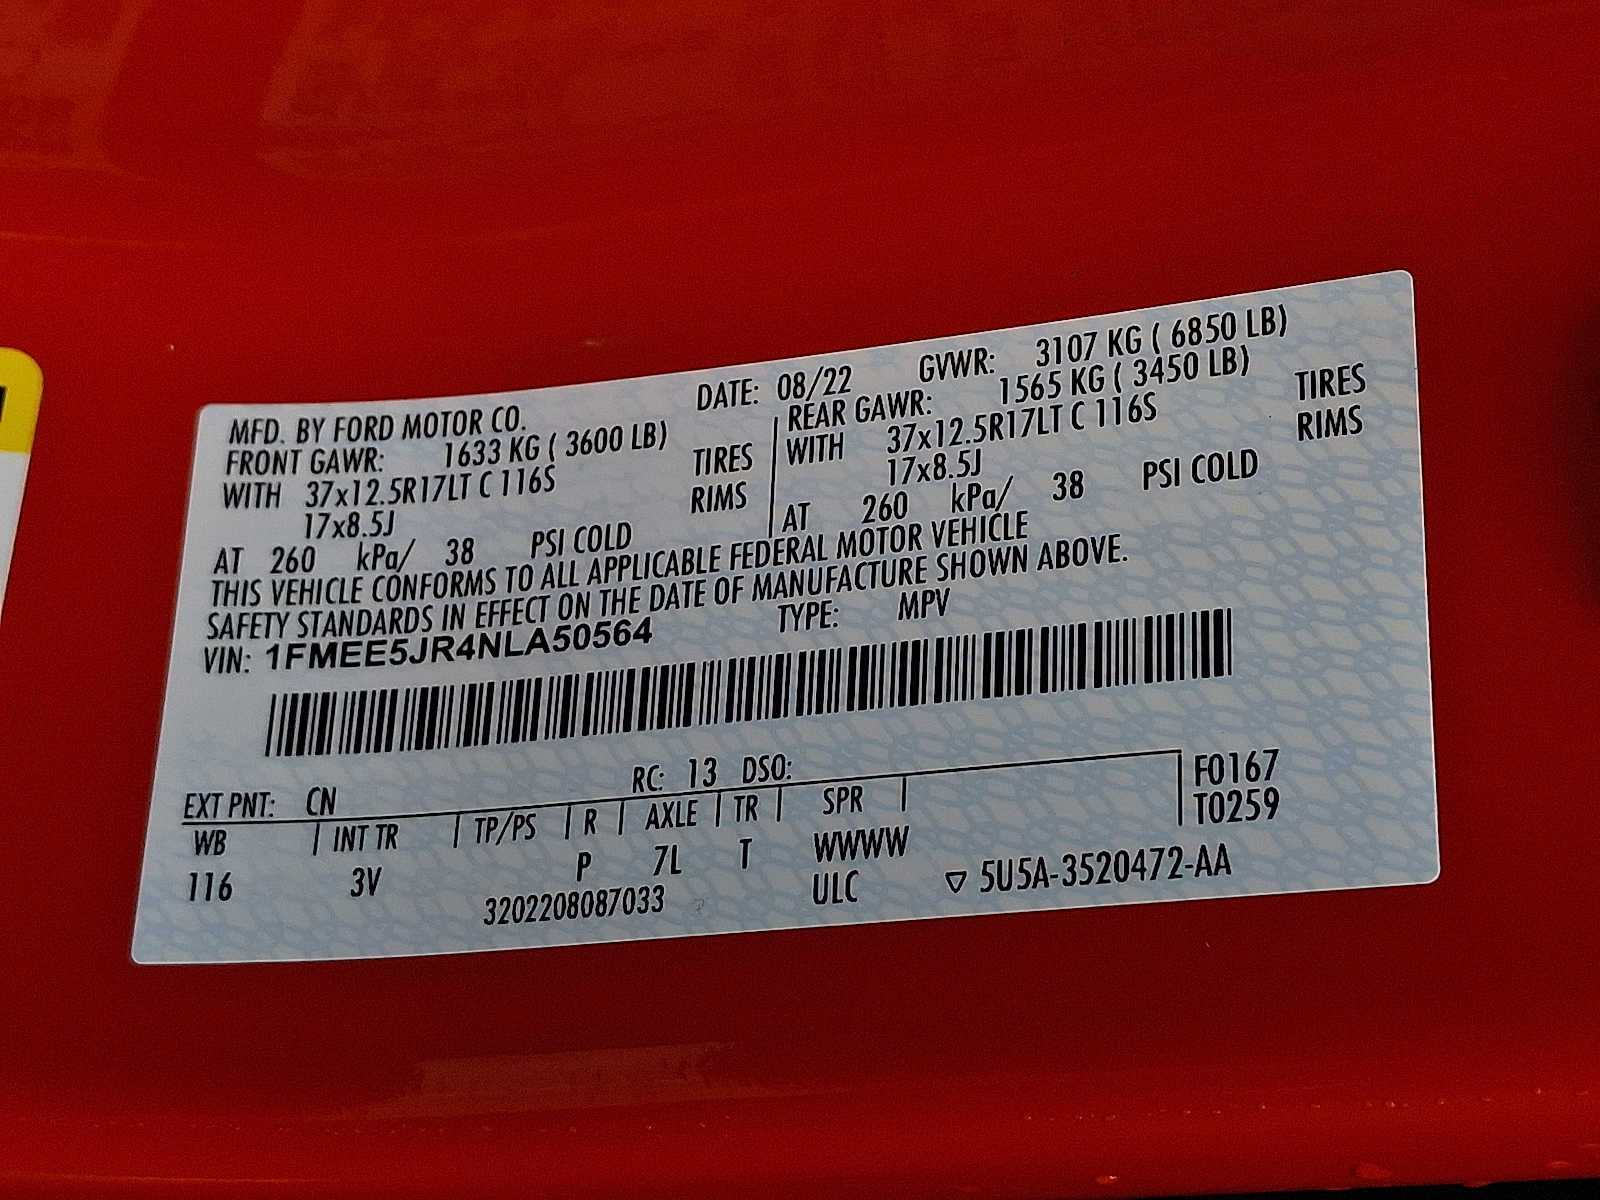 MFD. BY FORD MOTOR CO. DATE: 08/22 GVWR: 3107 KG ( 6850 LB)
FRONT GAWR: 1633 KG ( 3600 LB) REAR GAWR: 1565 KG ( 3450 LB)
WITH 37x12.5R17LT C 116S TIRES WITH 37x12.5R17LT C 116S TIRES
17x8.5J RIMS 17x8.5J RIMS
AT 260 kPa/ 38 PSI COLD AT 260 kPa/ 38 PSI COLD
THIS VEHICLE CONFORMS TO ALL APPLICABLE FEDERAL MOTOR VEHICLE
SAFETY STANDARDS IN EFFECT ON THE DATE OF MANUFACTURE SHOWN ABOVE.
VIN: 1FMEE5JR4NLA50564 TYPE: MPV
EXT PNT: CN RC: 13 DSO: F0167
WB INT TR TP/PS R AXLE TR SPR T0259
116 3V P 7L T WWWW
3202208087033 ULC ▽ 5U5A-3520472-AA